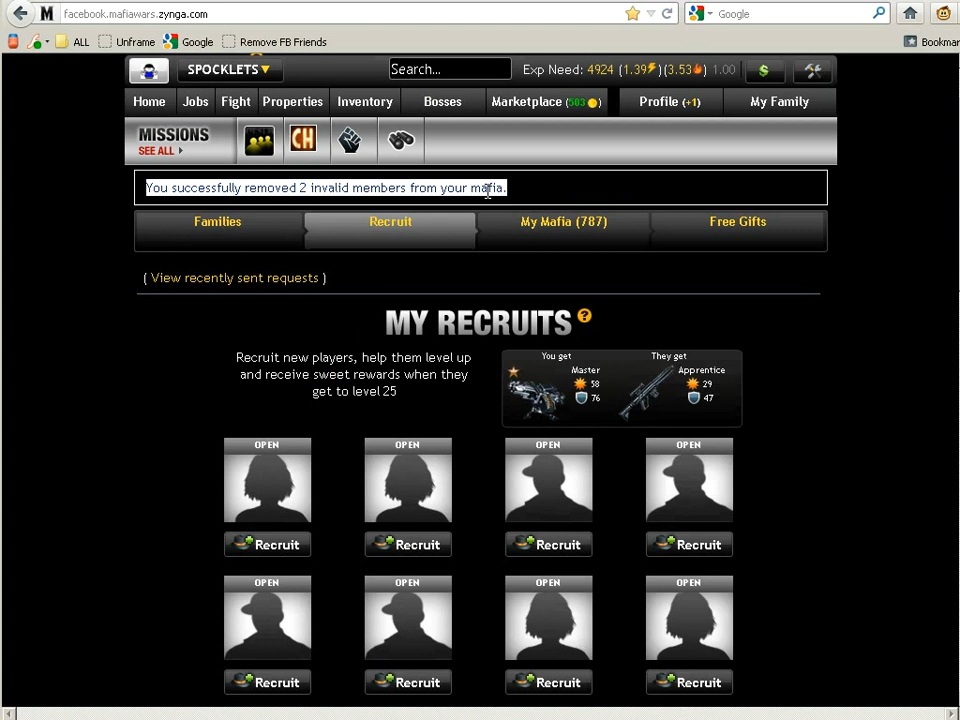 M facebook.mafiawars.zynga.com
Google
ALL Unframe Google Remove FB Friends
Bookmar
SPOCKLETS▼
Search...
Exp Need: 4924 (1.39 )(3.53 ) 1.00
$
Home Jobs Fight Properties Inventory Bosses Marketplace (503 ) Profile (+1) My Family
MISSIONS
SEE ALL
CH
You successfully removed 2 invalid members from your mafia.
Families Recruit My Mafia (787) Free Gifts
( View recently sent requests )
MY RECRUITS ?
Recruit new players, help them level up
and receive sweet rewards when they
get to level 25
You get They get
Master Apprentice
58 29
76 47
OPEN OPEN OPEN OPEN
Recruit Recruit Recruit Recruit
OPEN OPEN OPEN OPEN
Recruit Recruit Recruit Recruit